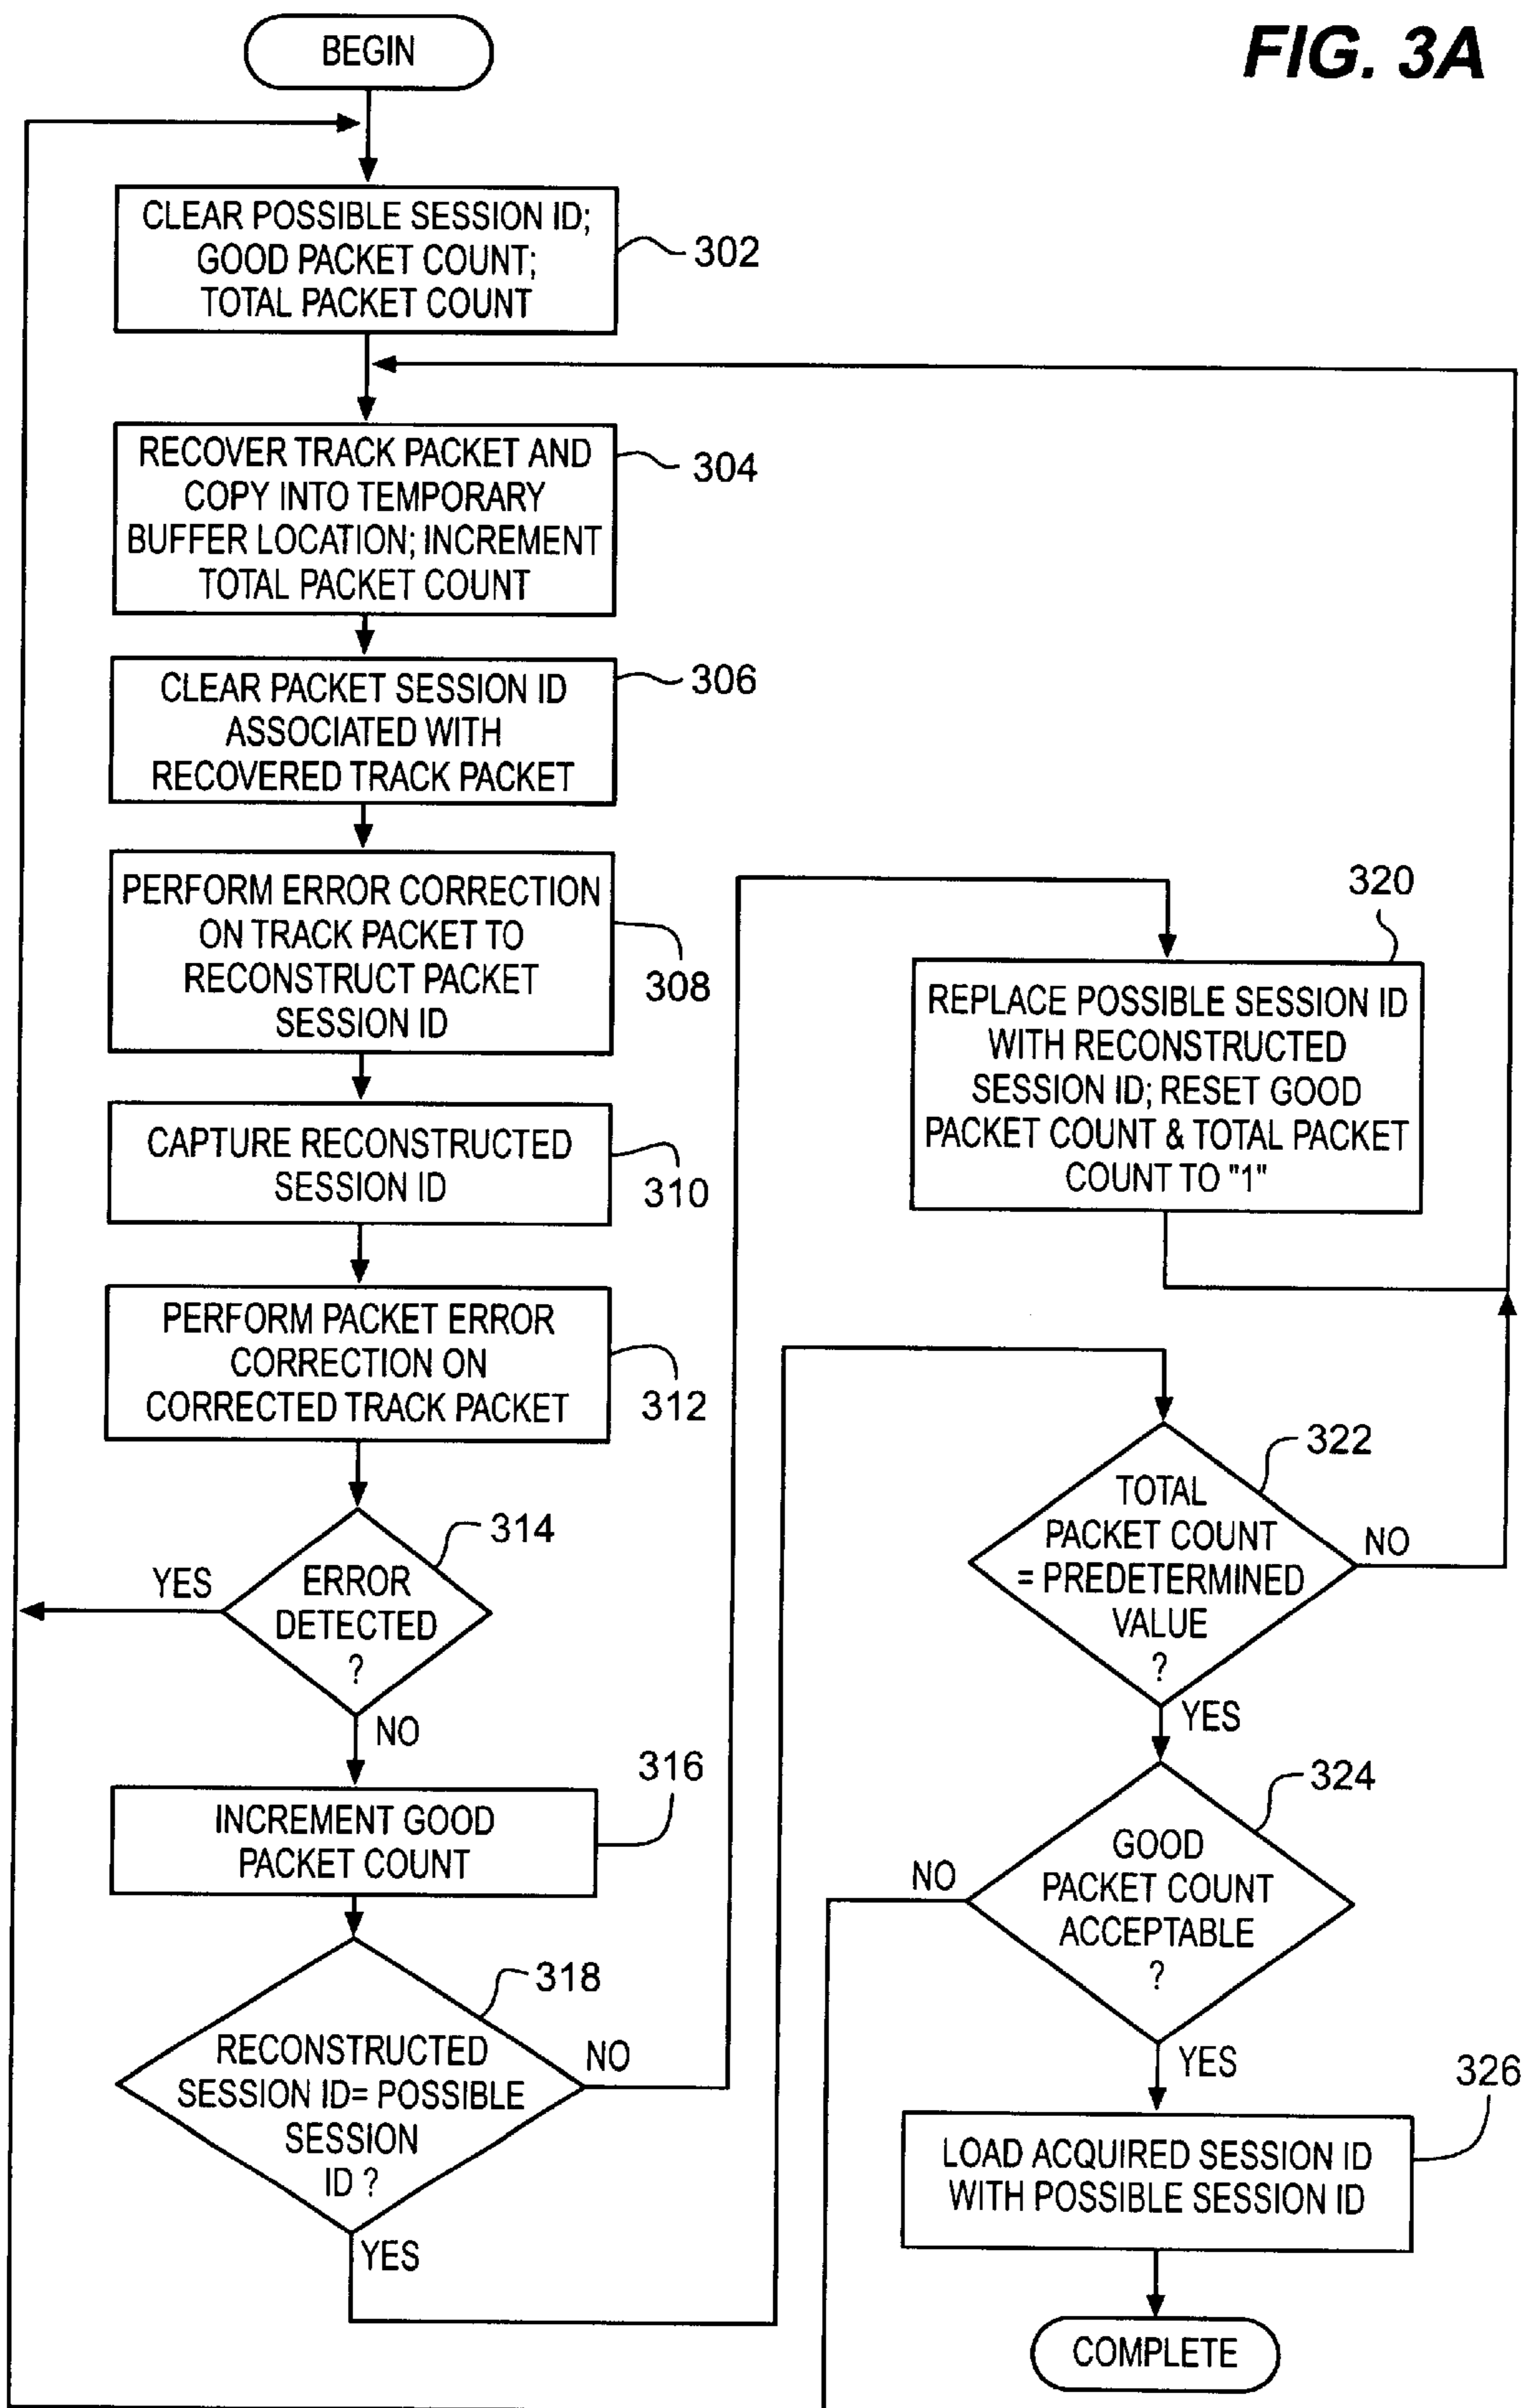 FIG. 3A
BEGIN
CLEAR POSSIBLE SESSION ID;
GOOD PACKET COUNT;
TOTAL PACKET COUNT
302
RECOVER TRACK PACKET AND
COPY INTO TEMPORARY
BUFFER LOCATION; INCREMENT
TOTAL PACKET COUNT
304
CLEAR PACKET SESSION ID
ASSOCIATED WITH
RECOVERED TRACK PACKET
306
PERFORM ERROR CORRECTION
ON TRACK PACKET TO
RECONSTRUCT PACKET
SESSION ID
308
CAPTURE RECONSTRUCTED
SESSION ID
310
PERFORM PACKET ERROR
CORRECTION ON
CORRECTED TRACK PACKET
312
314
YES
ERROR
DETECTED
?
NO
316
INCREMENT GOOD
PACKET COUNT
318
RECONSTRUCTED
SESSION ID= POSSIBLE
SESSION
ID ?
NO
YES
320
REPLACE POSSIBLE SESSION ID
WITH RECONSTRUCTED
SESSION ID; RESET GOOD
PACKET COUNT & TOTAL PACKET
COUNT TO "1"
322
TOTAL
PACKET COUNT
= PREDETERMINED
VALUE
?
NO
YES
324
GOOD
PACKET COUNT
ACCEPTABLE
?
NO
YES
326
LOAD ACQUIRED SESSION ID
WITH POSSIBLE SESSION ID
COMPLETE